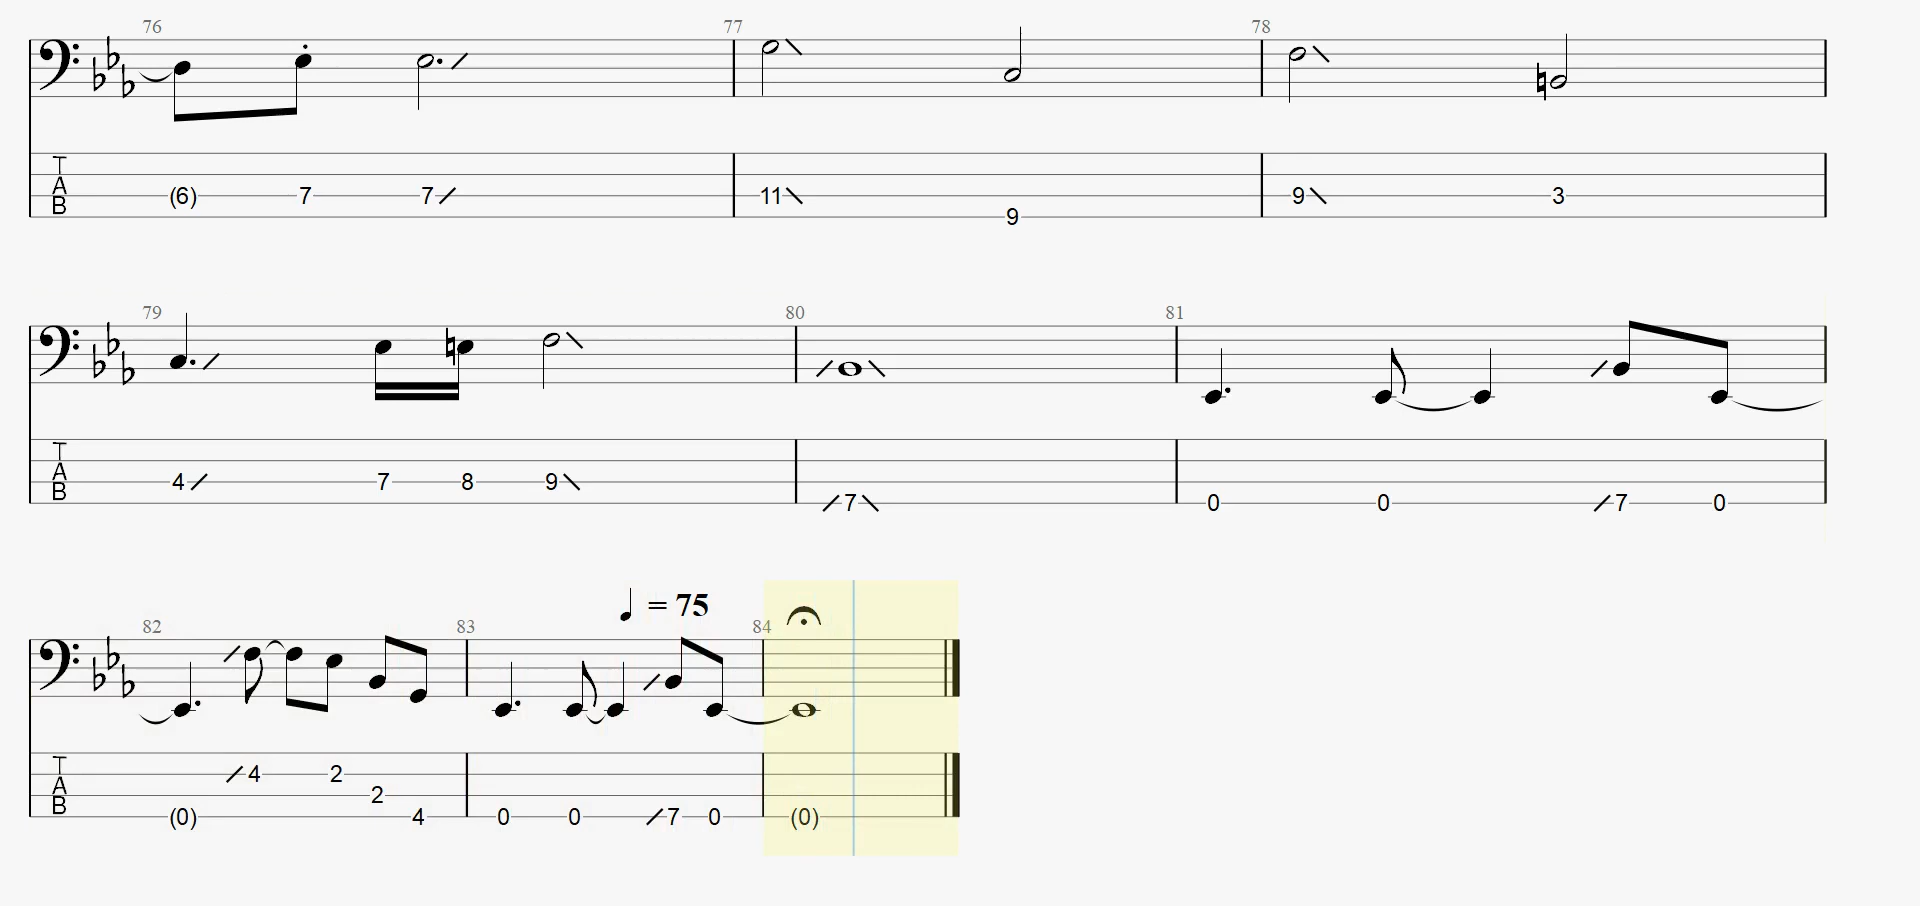 76 77 78
T
A
B
(6) 7 7 11 9 9 3
79 80 81
T
A
B
4 7 8 9 7 0 0 7 0
= 75
82 83 84
T
A
B
(0) 4 2 2 4 0 0 7 0 (0)